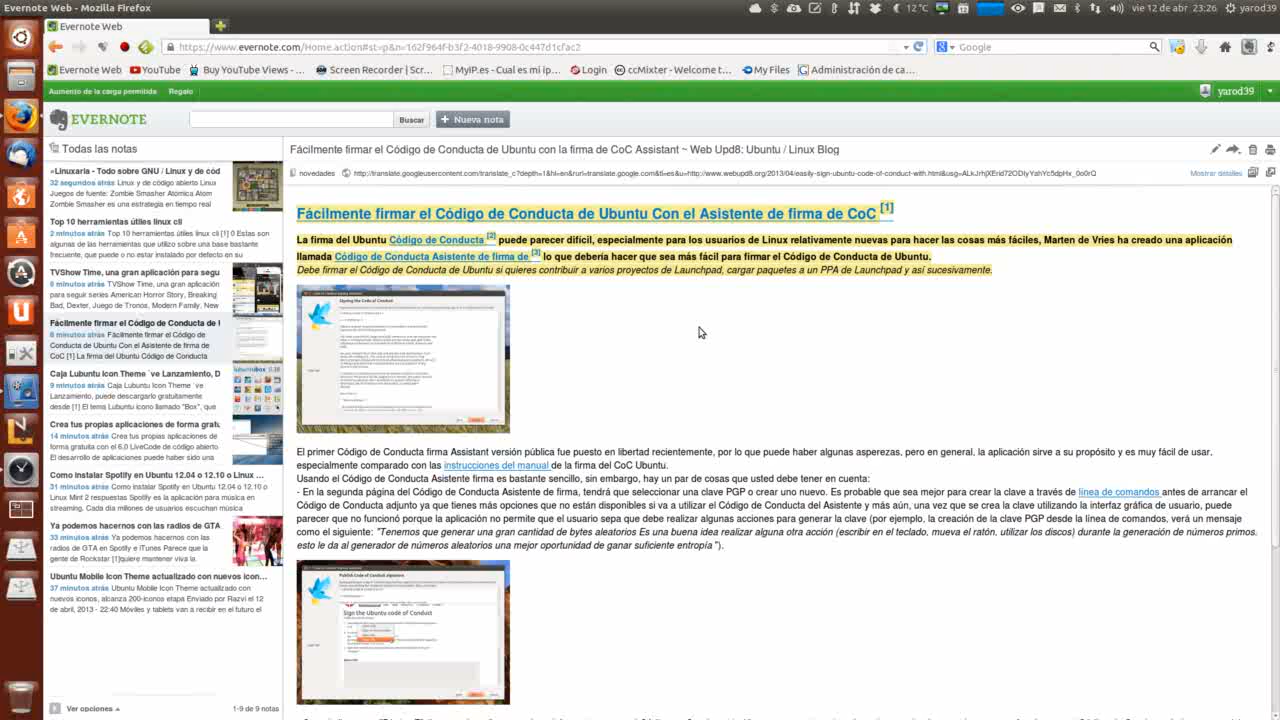 Evernote Web - Mozilla Firefox
12°C
vie 12 de abril, 23:26
yarod39
Evernote Web
https://www.evernote.com/Home.action#st=p&n=162f964f-b3f2-4018-9908-0c447d1cfac2
Google
Evernote Web
YouTube
Buy YouTube Views - ...
Screen Recorder | Scr...
MyIP.es - Cual es mi ip...
Login
ccMixter - Welcome t...
My Files
Administración de ca...
Aumento de la carga permitida
Regalo
yarod39
EVERNOTE
Buscar
Nueva nota
Todas las notas
«Linuxaria - Todo sobre GNU / Linux y de cód
32 segundos atrás Linux y de código abierto Linux
Juegos de fuente: Zombie Smasher Atómica Atom
Zombie Smasher es una estrategia en tiempo real
Top 10 herramientas útiles linux cli
2 minutos atrás Top 10 herramientas útiles linux cli [1] 0 Estas son
algunas de las herramientas que utilizo sobre una base bastante
frecuente, que puede o no estar instalado por defecto en su
TVShow Time, una gran aplicación para segu
6 minutos atrás TVShow Time, una gran aplicación
para seguir series American Horror Story, Breaking
Bad, Dexter, Juego de Tronos, Modern Family, New
Fácilmente firmar el Código de Conducta de U
8 minutos atrás Fácilmente firmar el Código de
Conducta de Ubuntu Con el Asistente de firma de
CoC [1] La firma del Ubuntu Código de Conducta
Caja Lubuntu Icon Theme ¨ve Lanzamiento, D
9 minutos atrás Caja Lubuntu Icon Theme ¨ve
Lanzamiento, puede descargarlo gratuitamente
desde [1] El tema Lubuntu icono llamado "Box", que
Crea tus propias aplicaciones de forma gratu
14 minutos atrás Crea tus propias aplicaciones de
forma gratuita con el 6.0 LiveCode de código abierto
El desarrollo de aplicaciones puede haber sido una
Como instalar Spotify en Ubuntu 12.04 o 12.10 o Linux ...
31 minutos atrás Como instalar Spotify en Ubuntu 12.04 o 12.10 o
Linux Mint 2 respuestas Spotify es la aplicación para música en
streaming. Cada día millones de usuarios escuchan música
Ya podemos hacernos con las radios de GTA
33 minutos atrás Ya podemos hacernos con las
radios de GTA en Spotify e iTunes Parece que la
gente de Rockstar [1]quiere mantener viva la
Ubuntu Mobile Icon Theme actualizado con nuevos icon...
37 minutos atrás Ubuntu Mobile Icon Theme actualizado con
nuevos iconos, alcanza 200-iconos etapa Enviado por Razvi el 12
de abril, 2013 - 22:40 Móviles y tablets van a recibir en el futuro el
Ver opciones
1-9 de 9 notas
Fácilmente firmar el Código de Conducta de Ubuntu con la firma de CoC Assistant ~ Web Upd8: Ubuntu / Linux Blog
novedades
http://translate.googleusercontent.com/translate_c?depth=1&hl=en&rurl=translate.google.com&tl=es&u=http://www.webupd8.org/2013/04/easily-sign-ubuntu-code-of-conduct-with.html&usg=ALkJrhjXErid72ODIyYahYc5dpHx_0o0rQ
Mostrar detalles
Fácilmente firmar el Código de Conducta de Ubuntu Con el Asistente de firma de CoC [1]
La firma del Ubuntu Código de Conducta [2] puede parecer difícil, especialmente para los usuarios de Linux relativamente nuevas para hacer las cosas más fáciles, Marten de Vries ha creado una aplicación
llamada Código de Conducta Asistente de firma de [3] lo que debería hacer que sea más fácil para firmar el Código de Conducta de Ubuntu.
Debe firmar el Código de Conducta de Ubuntu si quieres contribuir a varios proyectos de Launchpad, cargar paquetes a un PPA de Launchpad y así sucesivamente.
Signing the Code of Conduct
El primer Código de Conducta firma Assistant versión pública fue puesto en libertad recientemente, por lo que puede haber algunas asperezas, pero en general, la aplicación sirve a su propósito y es muy fácil de usar,
especialmente comparado con las instrucciones del manual de la firma del CoC Ubuntu.
Usando el Código de Conducta Asistente firma es bastante sencillo, sin embargo, hay un par de cosas que usted debe tener en cuenta:
- En la segunda página del Código de Conducta Asistente de firma, tendrá que seleccionar una clave PGP o crear uno nuevo. Es probable que sea mejor para crear la clave a través de línea de comandos antes de arrancar el
Código de Conducta adjunto ya que tienes más opciones que no están disponibles si va a utilizar el Código de Conducta del Asistente y más aún, una vez que se crea la clave utilizando la interfaz gráfica de usuario, puede
parecer que no funcionó porque la aplicación no permite que el usuario sepa que debe realizar algunas acciones para generar la clave (por ejemplo, la creación de la clave PGP desde la línea de comandos, verá un mensaje
como el siguiente: "Tenemos que generar una gran cantidad de bytes aleatorios Es una buena idea realizar alguna otra acción (escribir en el teclado, mueva el ratón, utilizar los discos) durante la generación de números primos.
esto le da al generador de números aleatorios una mejor oportunidad de ganar suficiente entropía ").
Publish Code of Conduct signature
Sign the Ubuntu code of Conduct